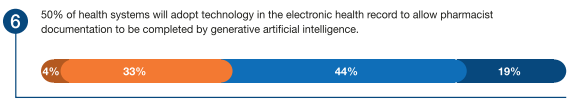 6
50% of health systems will adopt technology in the electronic health record to allow pharmacist
documentation to be completed by generative artificial intelligence.
4% 33% 44% 19%